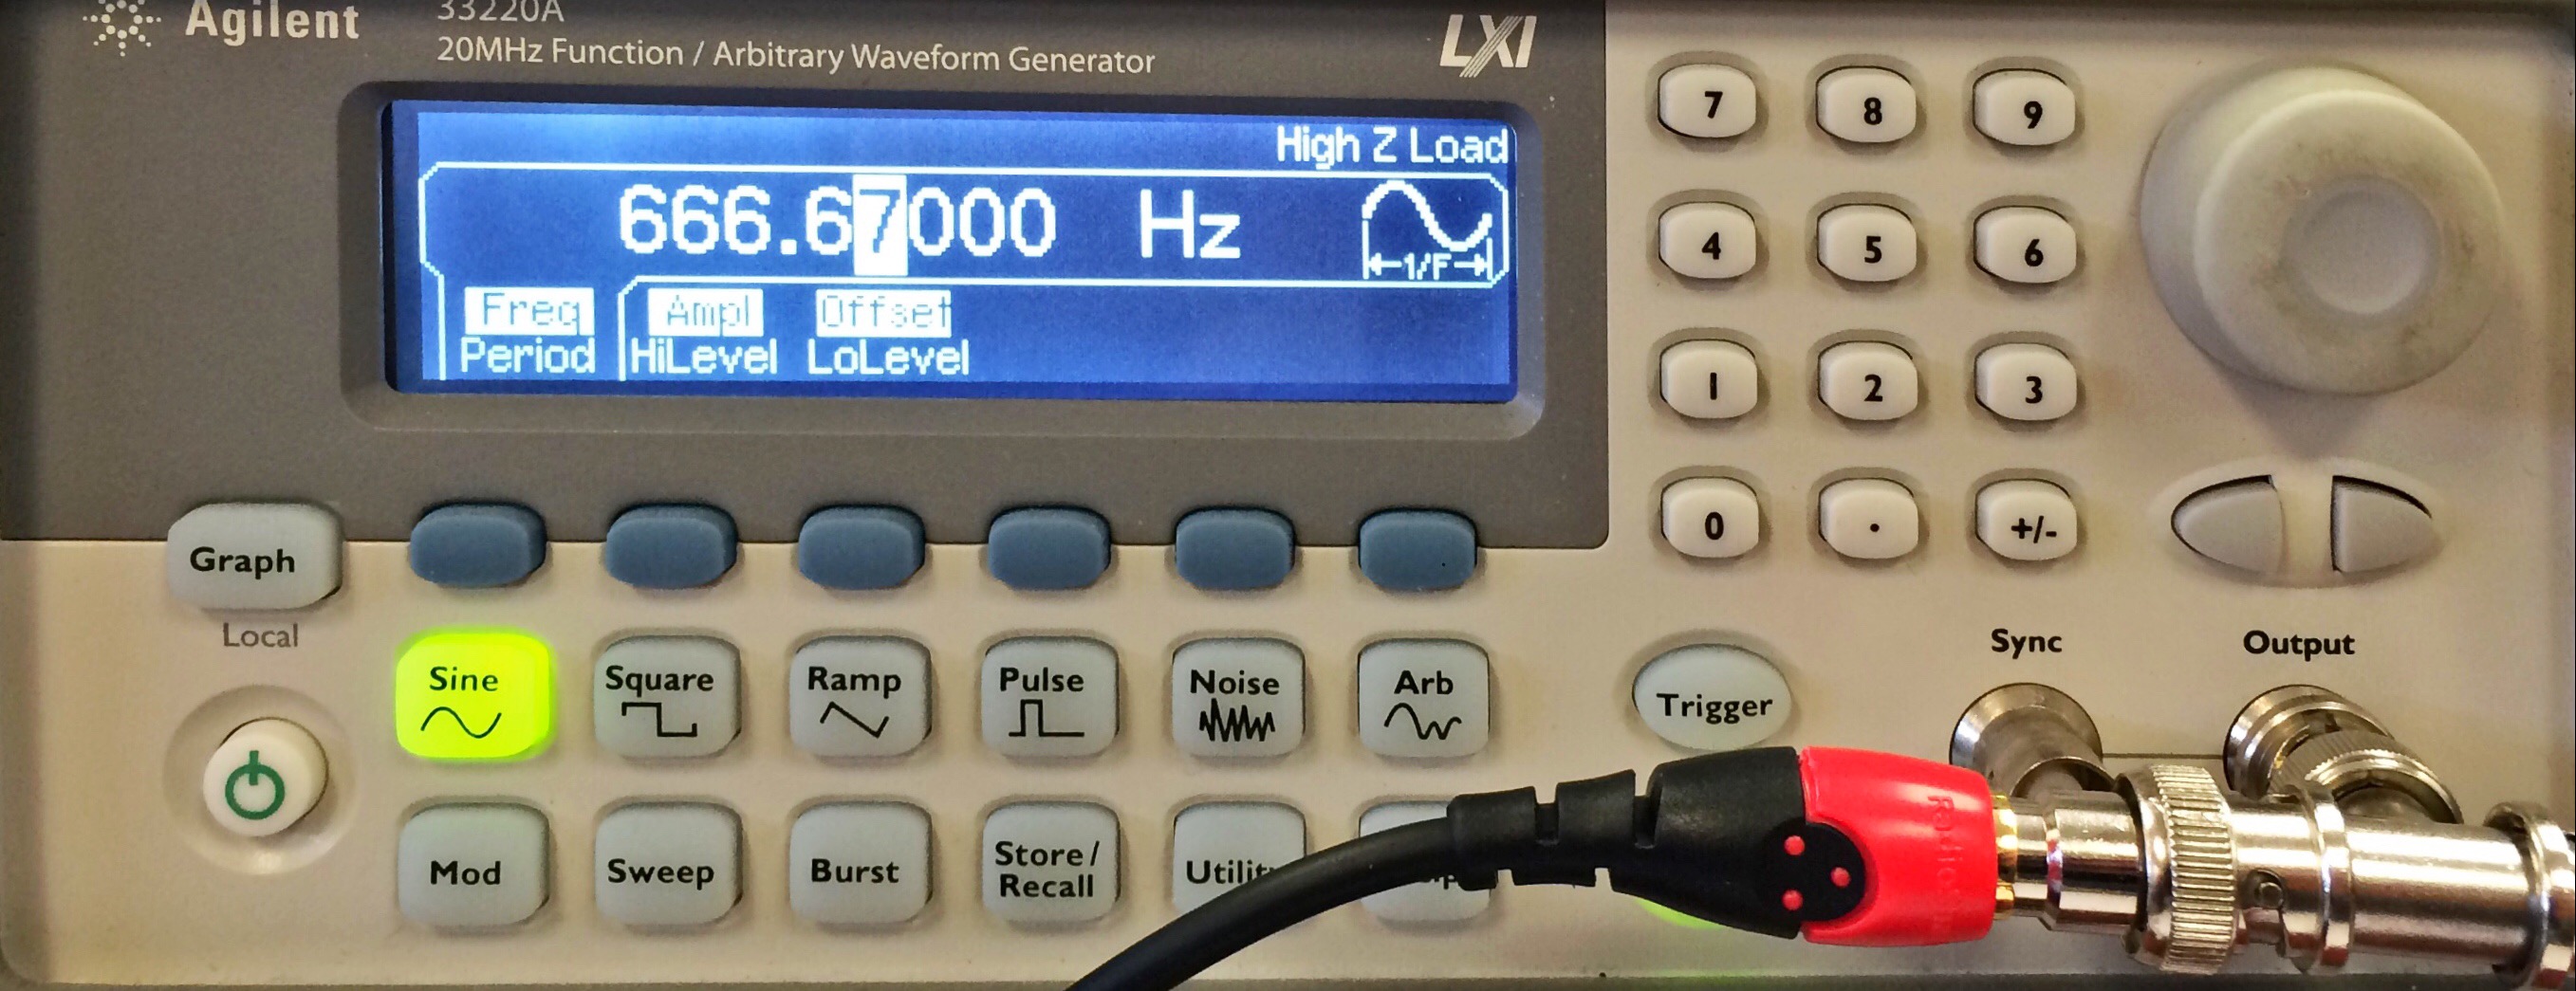 Agilent
33220A
20MHz Function / Arbitrary Waveform Generator
LXI
High Z Load
666.67000 Hz
1/F
Freq Ampl Offset
Period HiLevel LoLevel
7 8 9
4 5 6
1 2 3
0 . +/-
Graph
Local
Sine Square Ramp Pulse Noise Arb
Trigger
Sync Output
Mod Sweep Burst Store/
Recall
Utilit